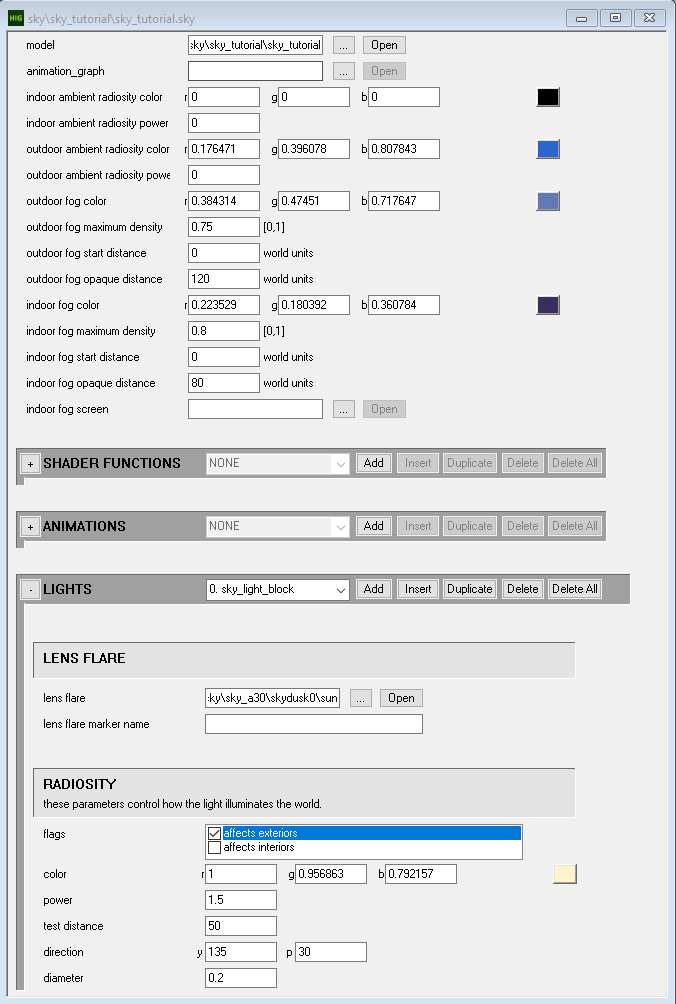 HIG sky\sky_tutorial\sky_tutorial.sky
model :sky\sky_tutorial\sky_tutorial ... Open
animation_graph ... Open
indoor ambient radiosity color r 0 g 0 b 0
indoor ambient radiosity power 0
outdoor ambient radiosity color r 0.176471 g 0.396078 b 0.807843
outdoor ambient radiosity powe 0
outdoor fog color r 0.384314 g 0.47451 b 0.717647
outdoor fog maximum density 0.75 [0,1]
outdoor fog start distance 0 world units
outdoor fog opaque distance 120 world units
indoor fog color r 0.223529 g 0.180392 b 0.360784
indoor fog maximum density 0.8 [0,1]
indoor fog start distance 0 world units
indoor fog opaque distance 80 world units
indoor fog screen ... Open
+ SHADER FUNCTIONS NONE Add Insert Duplicate Delete Delete All
+ ANIMATIONS NONE Add Insert Duplicate Delete Delete All
- LIGHTS 0. sky_light_block Add Insert Duplicate Delete Delete All
LENS FLARE
lens flare :ky\sky_a30\skydusk0\sun ... Open
lens flare marker name
RADIOSITY
these parameters control how the light illuminates the world.
flags affects exteriors
affects interiors
color r 1 g 0.956863 b 0.792157
power 1.5
test distance 50
direction y 135 p 30
diameter 0.2